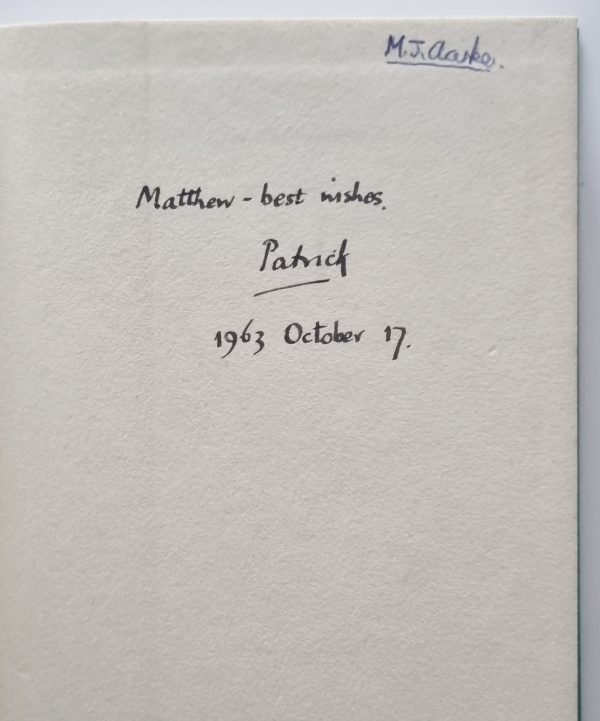 M.J. Clarke.
Matthew - best wishes.
Patrick
1963 October 17.